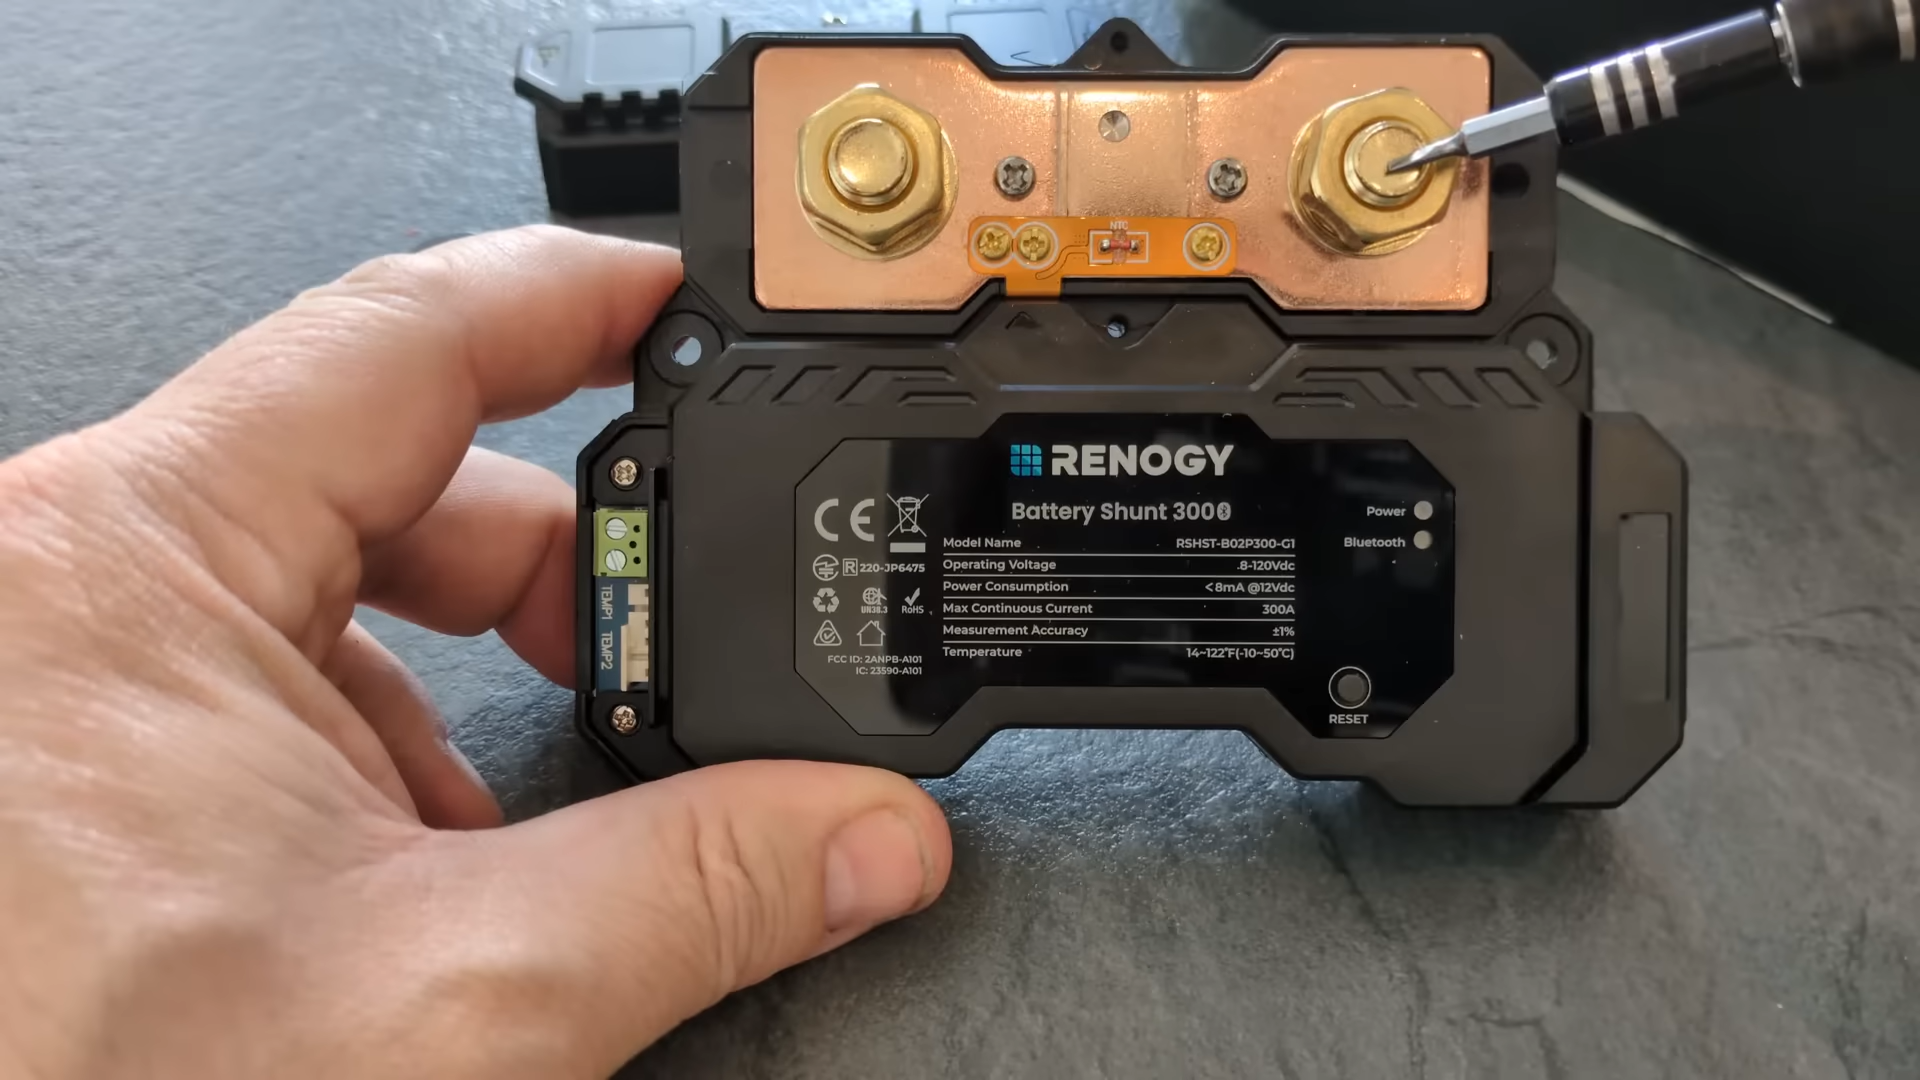 NTC
RENOGY
Battery Shunt 300
Power
Bluetooth
Model Name RSHST-B02P300-G1
Operating Voltage 8-120Vdc
Power Consumption <8mA @12Vdc
Max Continuous Current 300A
Measurement Accuracy ±1%
Temperature 14~122°F(-10~50°C)
CE
R 220-JP6475
UN38.3
RoHS
FCC ID: 2ANPB-A101
IC: 23590-A101
RESET
TEMP1
TEMP2